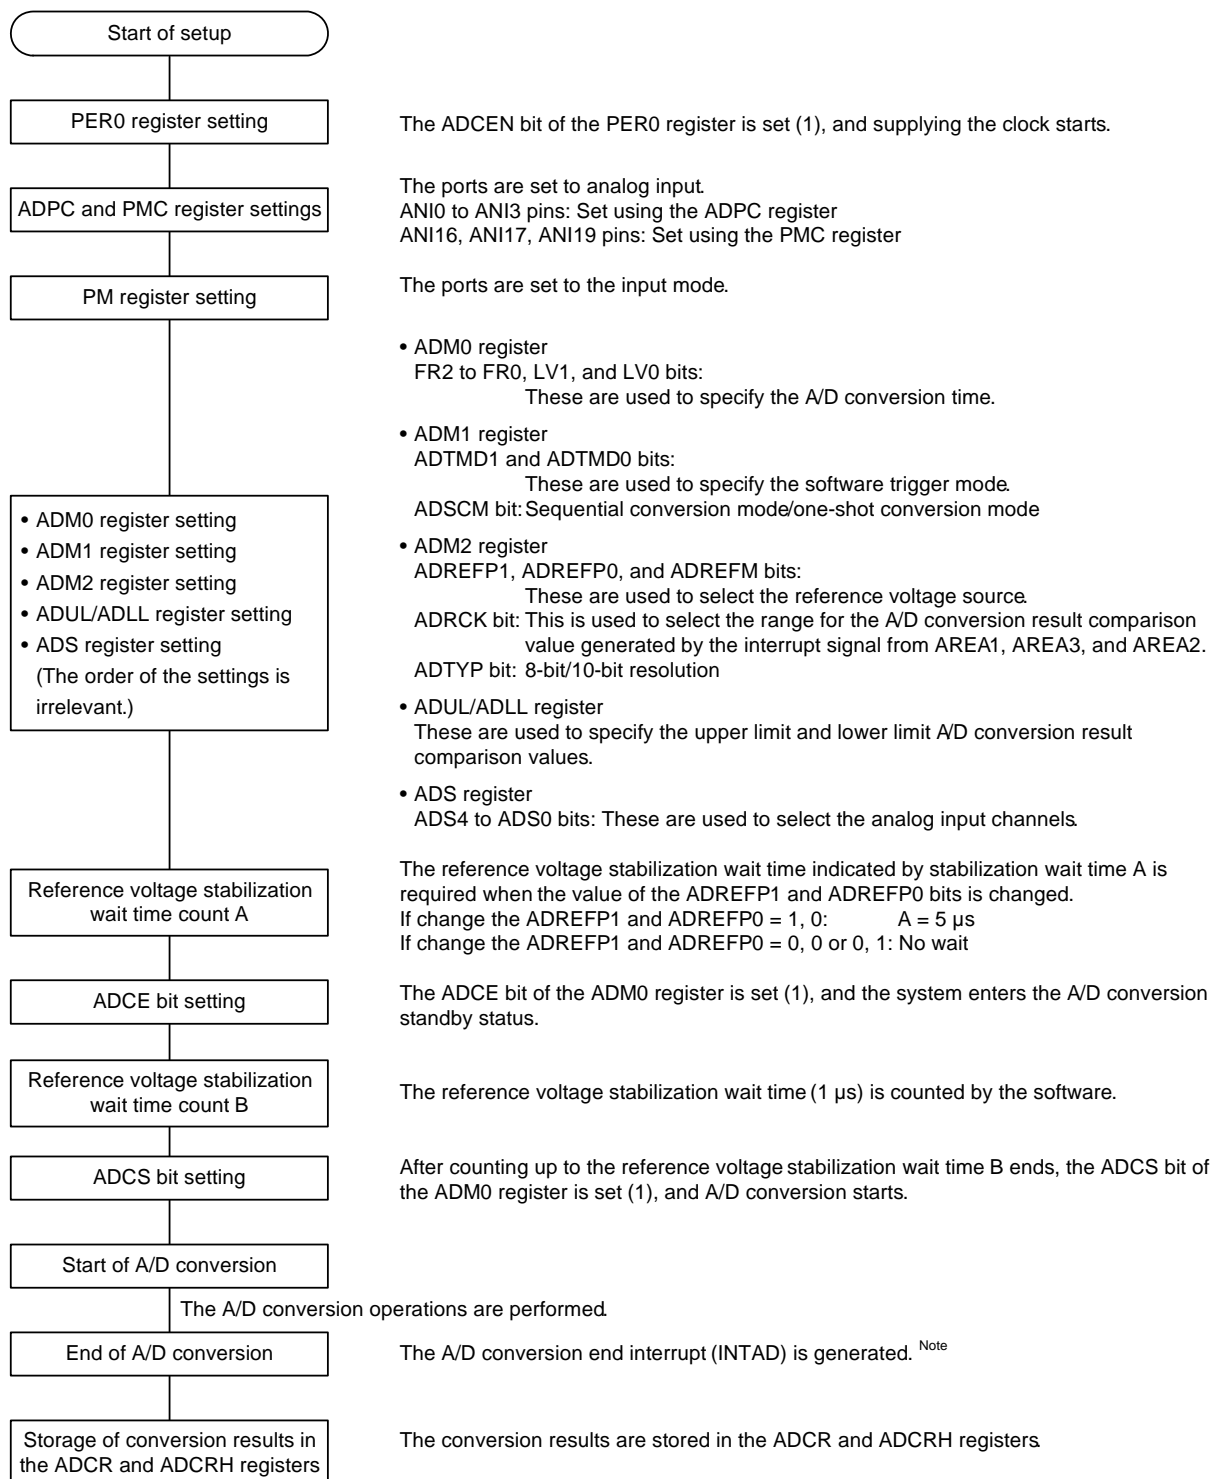 Start of setup
PER0 register setting
The ADCEN bit of the PER0 register is set (1), and supplying the clock starts.
ADPC and PMC register settings
The ports are set to analog input.
ANI0 to ANI3 pins: Set using the ADPC register
ANI16, ANI17, ANI19 pins: Set using the PMC register
PM register setting
The ports are set to the input mode.
• ADM0 register setting
• ADM1 register setting
• ADM2 register setting
• ADUL/ADLL register setting
• ADS register setting
(The order of the settings is
irrelevant.)
• ADM0 register
FR2 to FR0, LV1, and LV0 bits:
These are used to specify the A/D conversion time.
• ADM1 register
ADTMD1 and ADTMD0 bits:
These are used to specify the software trigger mode.
ADSCM bit: Sequential conversion mode/one-shot conversion mode
• ADM2 register
ADREFP1, ADREFP0, and ADREFM bits:
These are used to select the reference voltage source.
ADRCK bit: This is used to select the range for the A/D conversion result comparison
value generated by the interrupt signal from AREA1, AREA3, and AREA2.
ADTYP bit: 8-bit/10-bit resolution
• ADUL/ADLL register
These are used to specify the upper limit and lower limit A/D conversion result
comparison values.
• ADS register
ADS4 to ADS0 bits: These are used to select the analog input channels.
Reference voltage stabilization
wait time count A
The reference voltage stabilization wait time indicated by stabilization wait time A is
required when the value of the ADREFP1 and ADREFP0 bits is changed.
If change the ADREFP1 and ADREFP0 = 1, 0: A = 5 µs
If change the ADREFP1 and ADREFP0 = 0, 0 or 0, 1: No wait
ADCE bit setting
The ADCE bit of the ADM0 register is set (1), and the system enters the A/D conversion
standby status.
Reference voltage stabilization
wait time count B
The reference voltage stabilization wait time (1 µs) is counted by the software.
ADCS bit setting
After counting up to the reference voltage stabilization wait time B ends, the ADCS bit of
the ADM0 register is set (1), and A/D conversion starts.
Start of A/D conversion
The A/D conversion operations are performed.
End of A/D conversion
The A/D conversion end interrupt (INTAD) is generated. Note
Storage of conversion results in
the ADCR and ADCRH registers
The conversion results are stored in the ADCR and ADCRH registers.